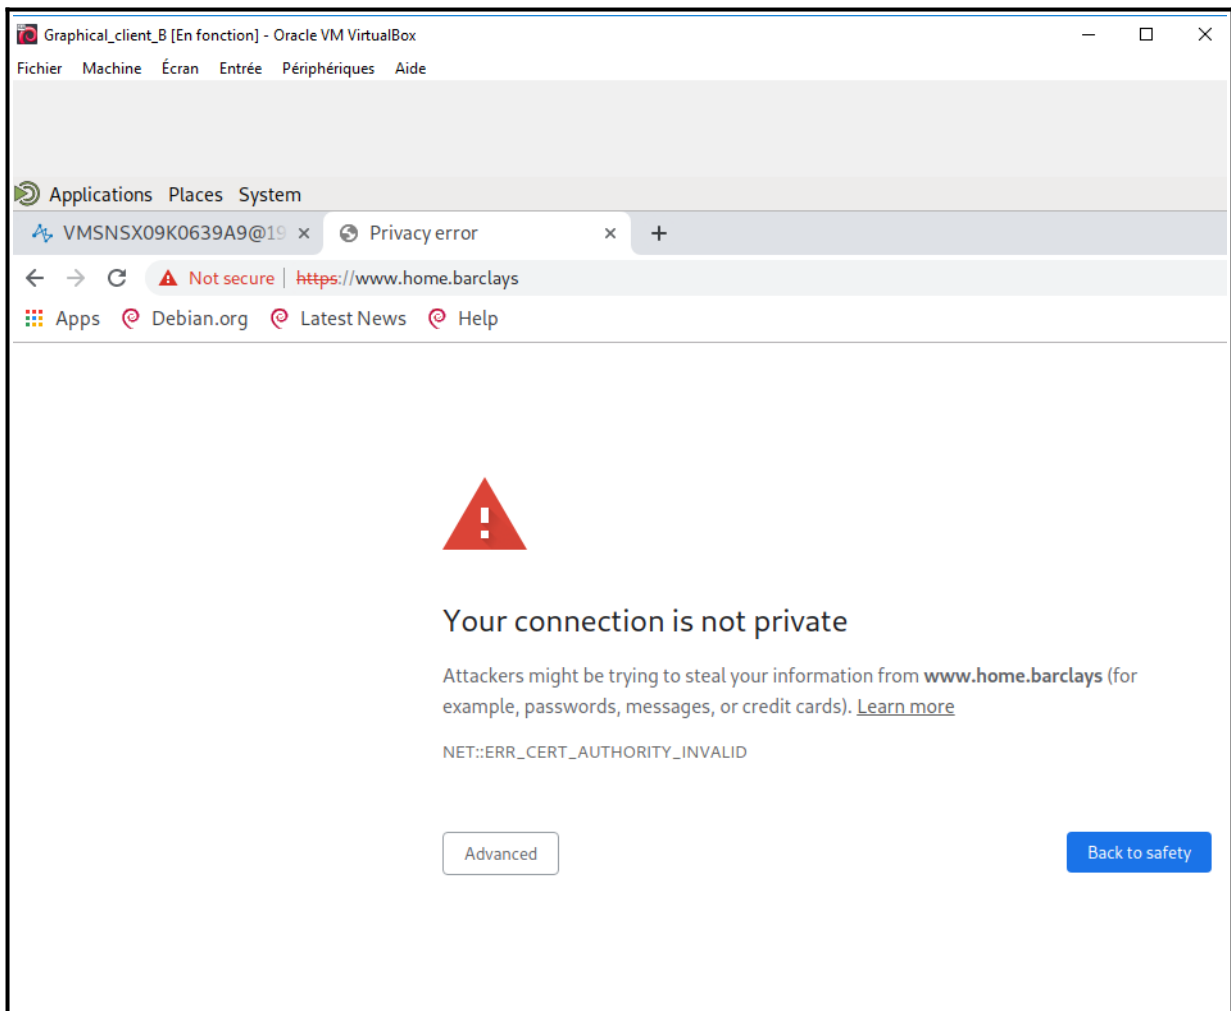 Graphical_client_B [En fonction] - Oracle VM VirtualBox
Fichier Machine Écran Entrée Périphériques Aide
Applications Places System
VMSNSX09K0639A9@19 Privacy error
Not secure | https://www.home.barclays
Apps Debian.org Latest News Help
Your connection is not private
Attackers might be trying to steal your information from www.home.barclays (for
example, passwords, messages, or credit cards). Learn more
NET::ERR_CERT_AUTHORITY_INVALID
Advanced Back to safety